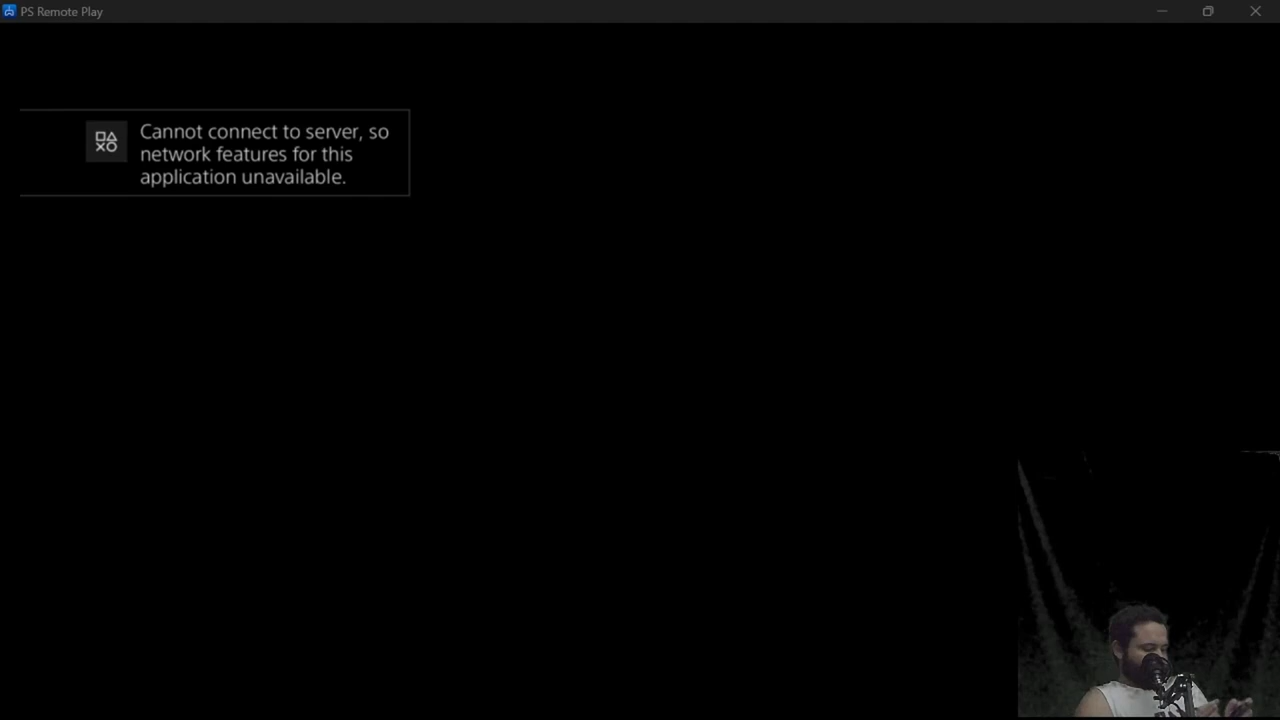 PS Remote Play
Cannot connect to server, so
network features for this
application unavailable.